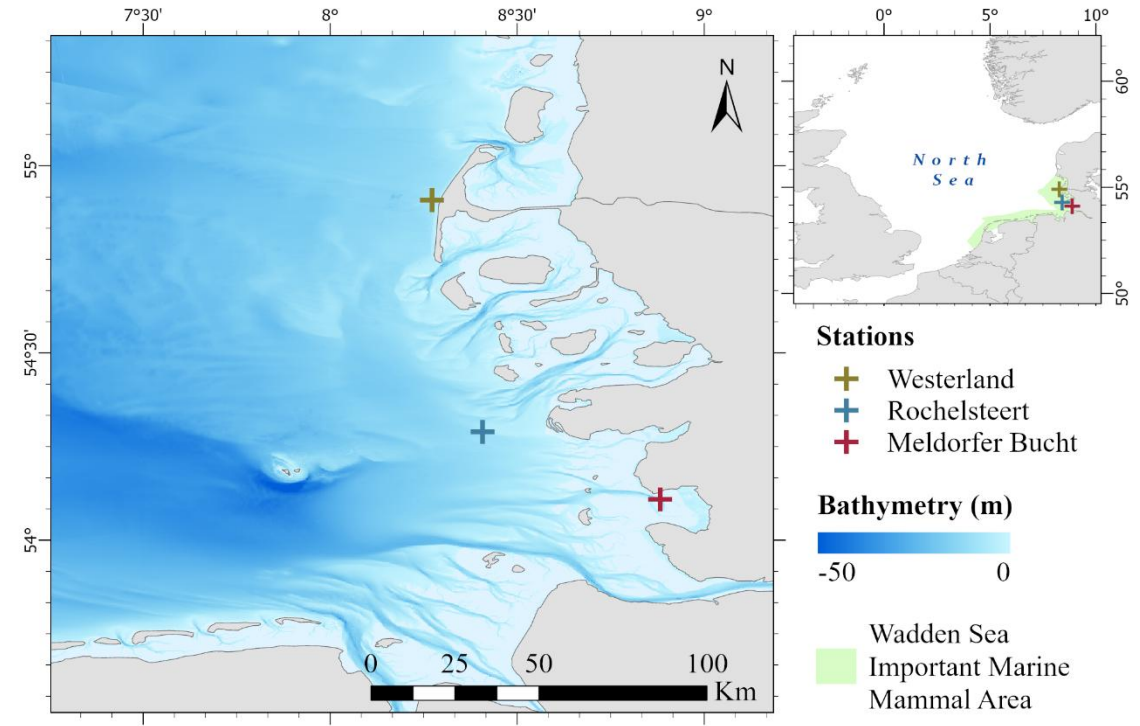 7°30'
8°
8°30'
9°
0°
5°
10°
N
60°
55°
North
Sea
55°
54°30'
54°
50°
Stations
Westerland
Rochelsteert
Meldorfer Bucht
Bathymetry (m)
-50
0
0
25
50
100
Km
Wadden Sea
Important Marine
Mammal Area